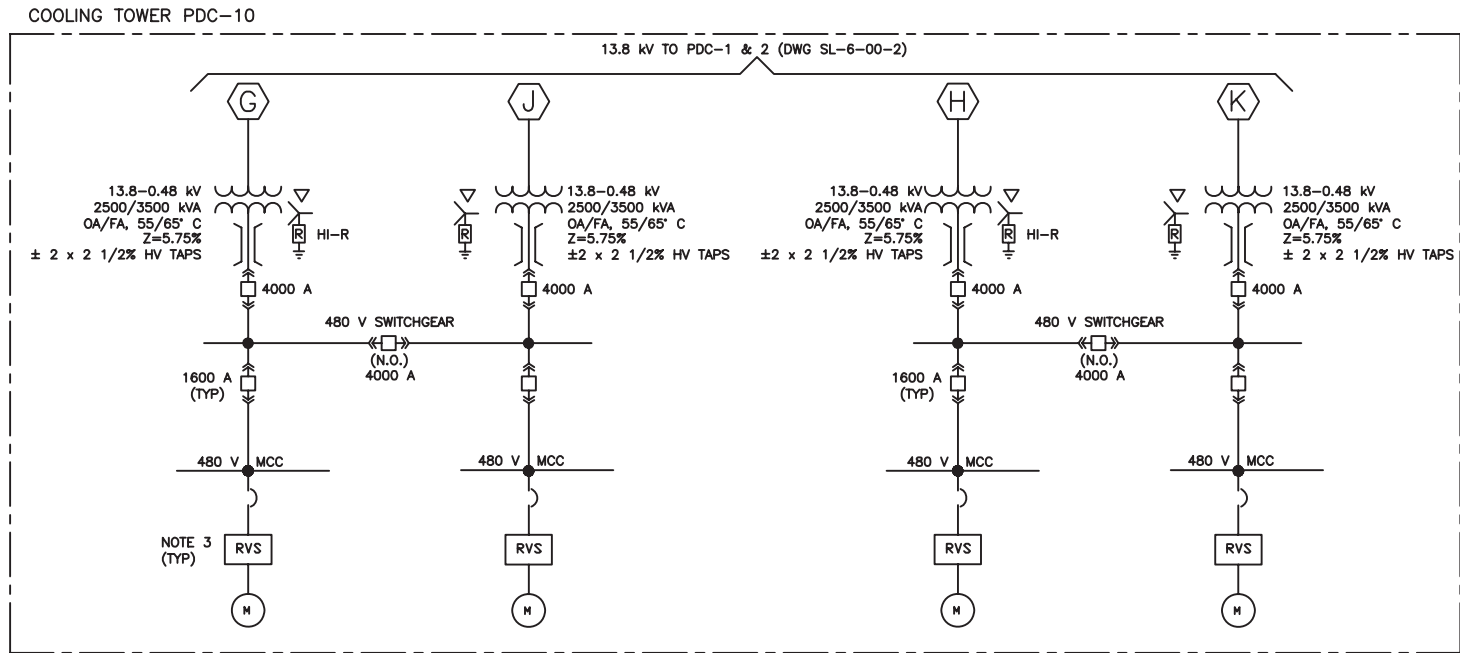 COOLING TOWER PDC-10
13.8 kV TO PDC-1 & 2 (DWG SL-6-00-2)
G
J
H
K
13.8-0.48 kV
2500/3500 kVA
OA/FA, 55/65° C
Z=5.75%
± 2 x 2 1/2% HV TAPS
R
HI-R
R
13.8-0.48 kV
2500/3500 kVA
OA/FA, 55/65° C
Z=5.75%
±2 x 2 1/2% HV TAPS
13.8-0.48 kV
2500/3500 kVA
OA/FA, 55/65° C
Z=5.75%
±2 x 2 1/2% HV TAPS
R
HI-R
R
13.8-0.48 kV
2500/3500 kVA
OA/FA, 55/65° C
Z=5.75%
± 2 x 2 1/2% HV TAPS
4000 A
4000 A
4000 A
4000 A
480 V SWITCHGEAR
(N.O.)
4000 A
480 V SWITCHGEAR
(N.O.)
4000 A
1600 A
(TYP)
1600 A
(TYP)
480 V MCC
480 V MCC
480 V MCC
480 V MCC
NOTE 3
(TYP)
RVS
RVS
RVS
RVS
M
M
M
M